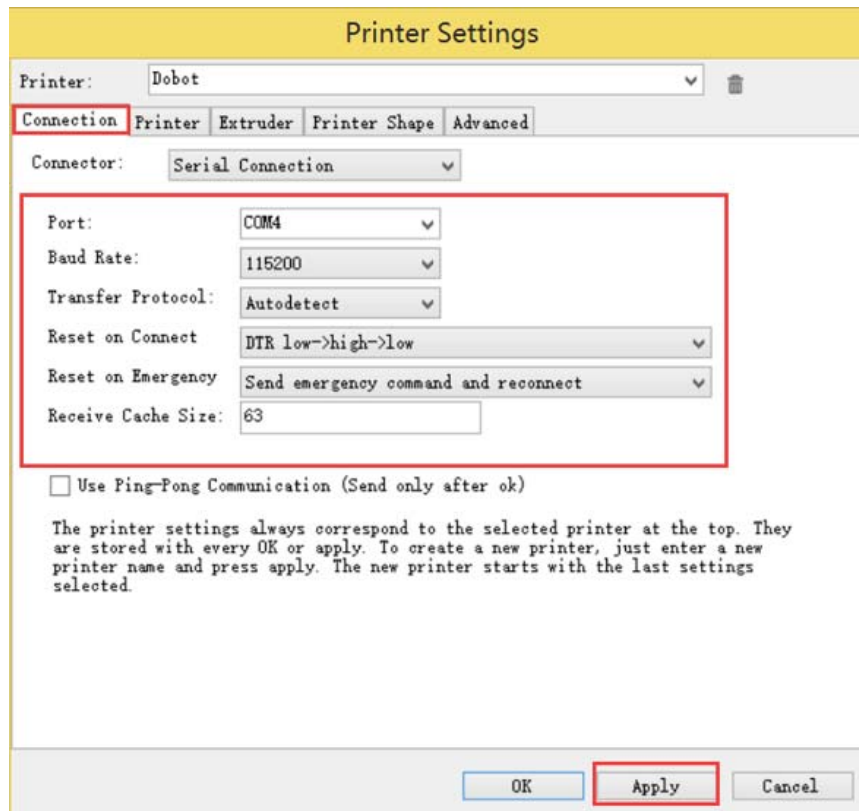 Printer Settings
Printer: Dobot
Connection Printer Extruder Printer Shape Advanced
Connector: Serial Connection
Port: COM4
Baud Rate: 115200
Transfer Protocol: Autodetect
Reset on Connect DTR low->high->low
Reset on Emergency Send emergency command and reconnect
Receive Cache Size: 63
Use Ping-Pong Communication (Send only after ok)
The printer settings always correspond to the selected printer at the top. They
are stored with every OK or apply. To create a new printer, just enter a new
printer name and press apply. The new printer starts with the last settings
selected.
OK Apply Cancel